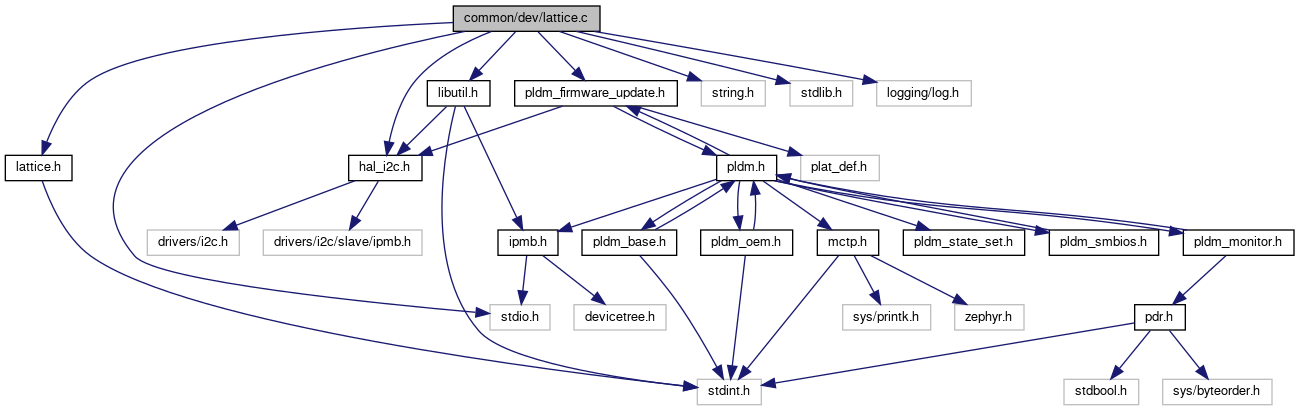 common/dev/lattice.c
libutil.h
pldm_firmware_update.h
string.h
stdlib.h
logging/log.h
lattice.h
hal_i2c.h
pldm.h
plat_def.h
drivers/i2c.h
drivers/i2c/slave/ipmb.h
ipmb.h
pldm_base.h
pldm_oem.h
mctp.h
pldm_state_set.h
pldm_smbios.h
pldm_monitor.h
stdio.h
devicetree.h
sys/printk.h
zephyr.h
pdr.h
stdint.h
stdbool.h
sys/byteorder.h